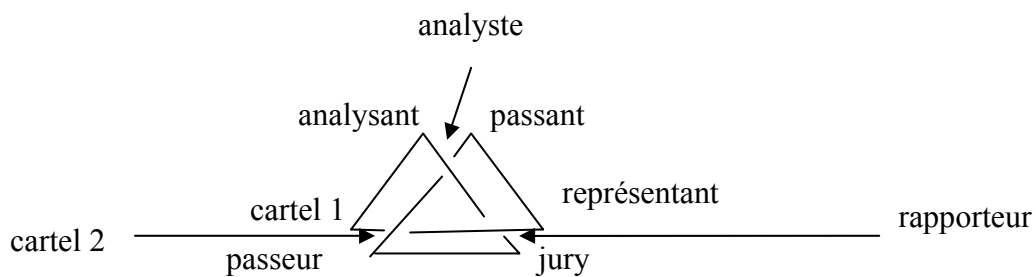 analyste
analysant passant
représentant
cartel 1
rapporteur
cartel 2
passeur jury